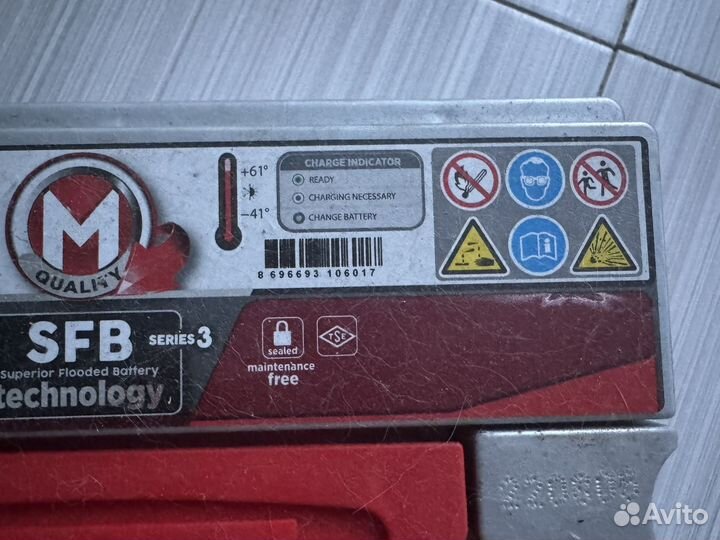 M
QUALITY
+61°
-41°
CHARGE INDICATOR
READY
CHARGING NECESSARY
CHANGE BATTERY
8 696693 106017
SFB SERIES 3
Superior Flooded Battery
technology
sealed
maintenance
free
TSE
Avito